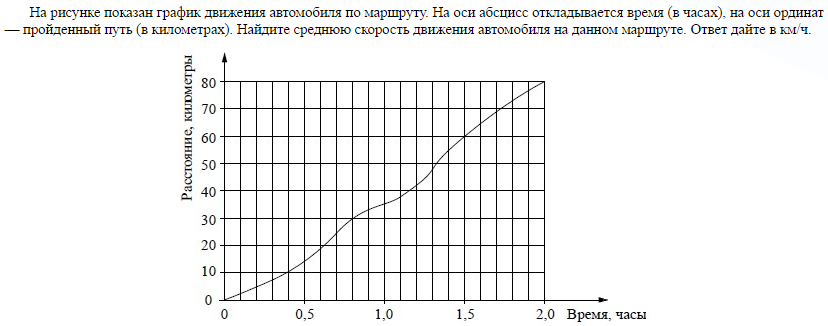 На рисунке показан график движения автомобиля по маршруту. На оси абсцисс откладывается время (в часах), на оси ординат
— пройденный путь (в километрах). Найдите среднюю скорость движения автомобиля на данном маршруте. Ответ дайте в км/ч.
Расстояние, километры
80
70
60
50
40
30
20
10
0
0 0,5 1,0 1,5 2,0 Время, часы